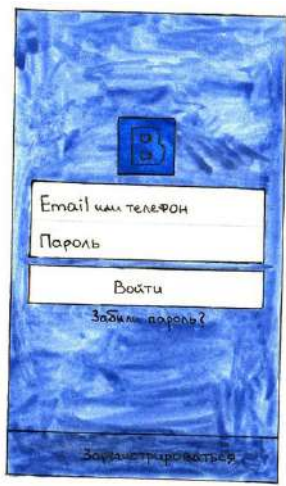 В
Email или телефон
Пароль
Войти
Забыли пароль?
Зарегистрироваться